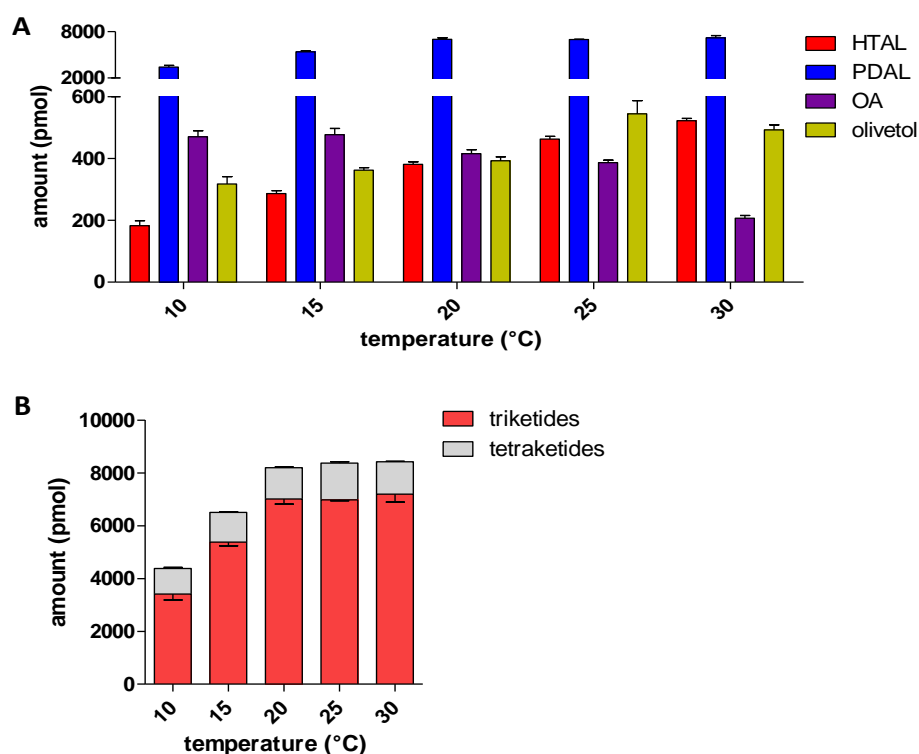 A
8000
2000
600
400
200
0
amount (pmol)
10
15
20
25
30
temperature (°C)
HTAL
PDAL
OA
olivetol
B
10000
8000
6000
4000
2000
0
amount (pmol)
10
15
20
25
30
temperature (°C)
triketides
tetraketides